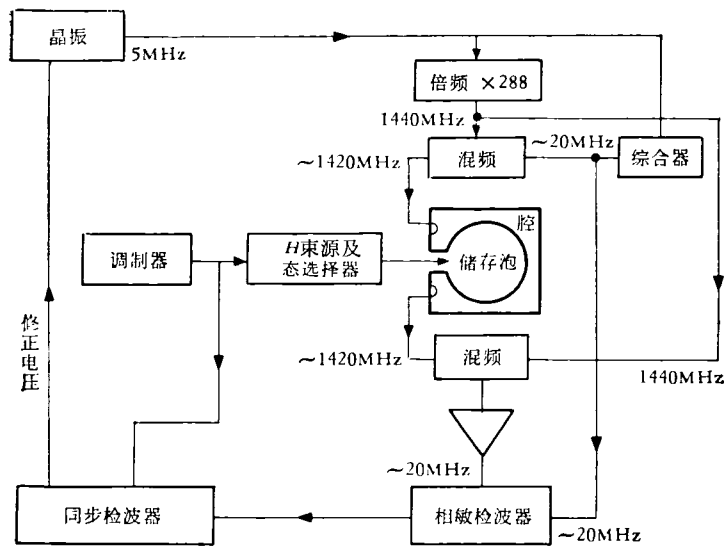 晶振
5MHz
倍频 ×288
1440MHz
~20MHz
混频
综合器
~1420MHz
腔
调制器
H束源及
态选择器
储存泡
修正电压
~1420MHz
混频
1440MHz
~20MHz
同步检波器
相敏检波器
~20MHz